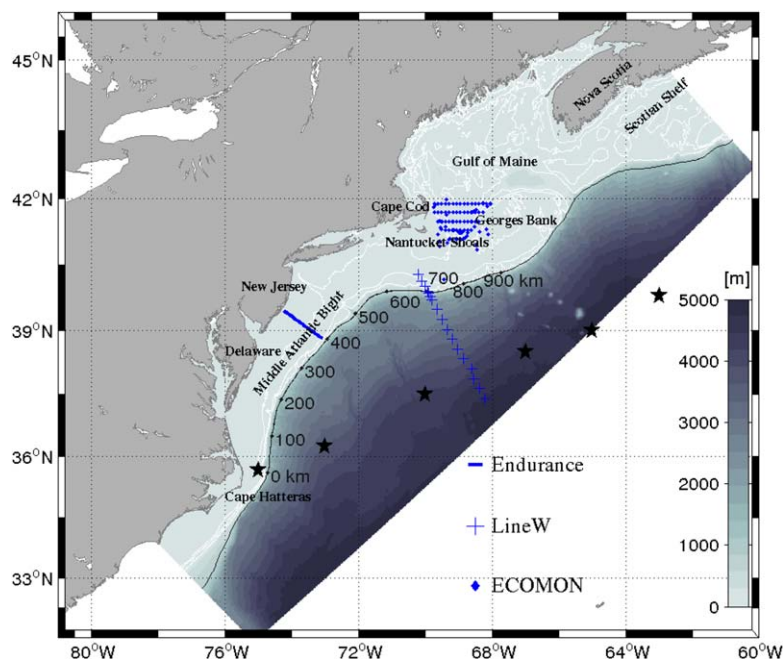 45°N
42°N
39°N
36°N
33°N
80°W
76°W
72°W
68°W
64°W
60°W
Nova Scotia
Scotian Shelf
Gulf of Maine
Cape Cod
Georges Bank
Nantucket Shoals
New Jersey
Delaware
Middle Atlantic Bight
Cape Hatteras
0 km
100
200
300
400
500
600
700
800
900 km
[m]
5000
4000
3000
2000
1000
0
Endurance
LineW
ECOMON